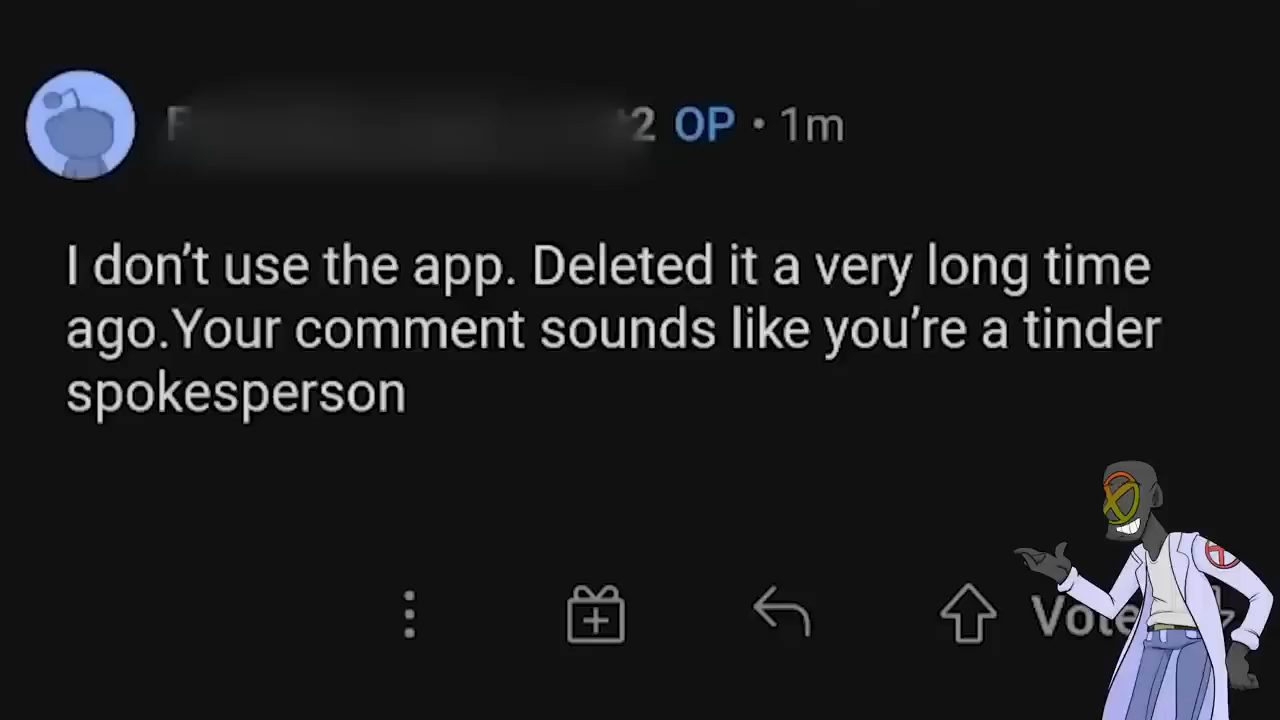 OP • 1m
I don’t use the app. Deleted it a very long time
ago.Your comment sounds like you’re a tinder
spokesperson
Vote